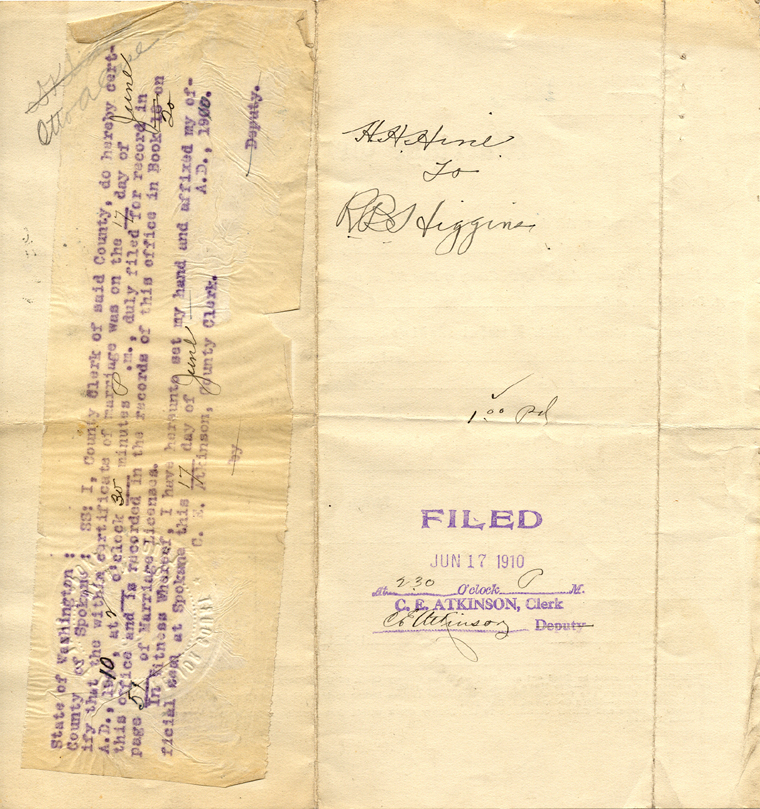 State of Washington :
County of Spokane : SS: I, County Clerk of said County, do hereby cert-
ify that the within certificate of marriage was on the 17 day of June
A.D., 1910, at 2 o'clock 30 minutes P .m., duly filed for record in
this office and is recorded in the records of this office in Book 20 on
page of Marriage Licenses.
In Witness Whereof, I have hereunto set my hand and affixed my of-
ficial seal at Spokane this 17 day of June A.D., 1910.
C. E. Atkinson, County Clerk.
By Deputy.
Otto A
H.H. Hine
To
R.B.S Higgins
1.00 pd
FILED
JUN 17 1910
At 2 30 O'clock P M.
C. E. ATKINSON, Clerk
CE Atkinson Deputy